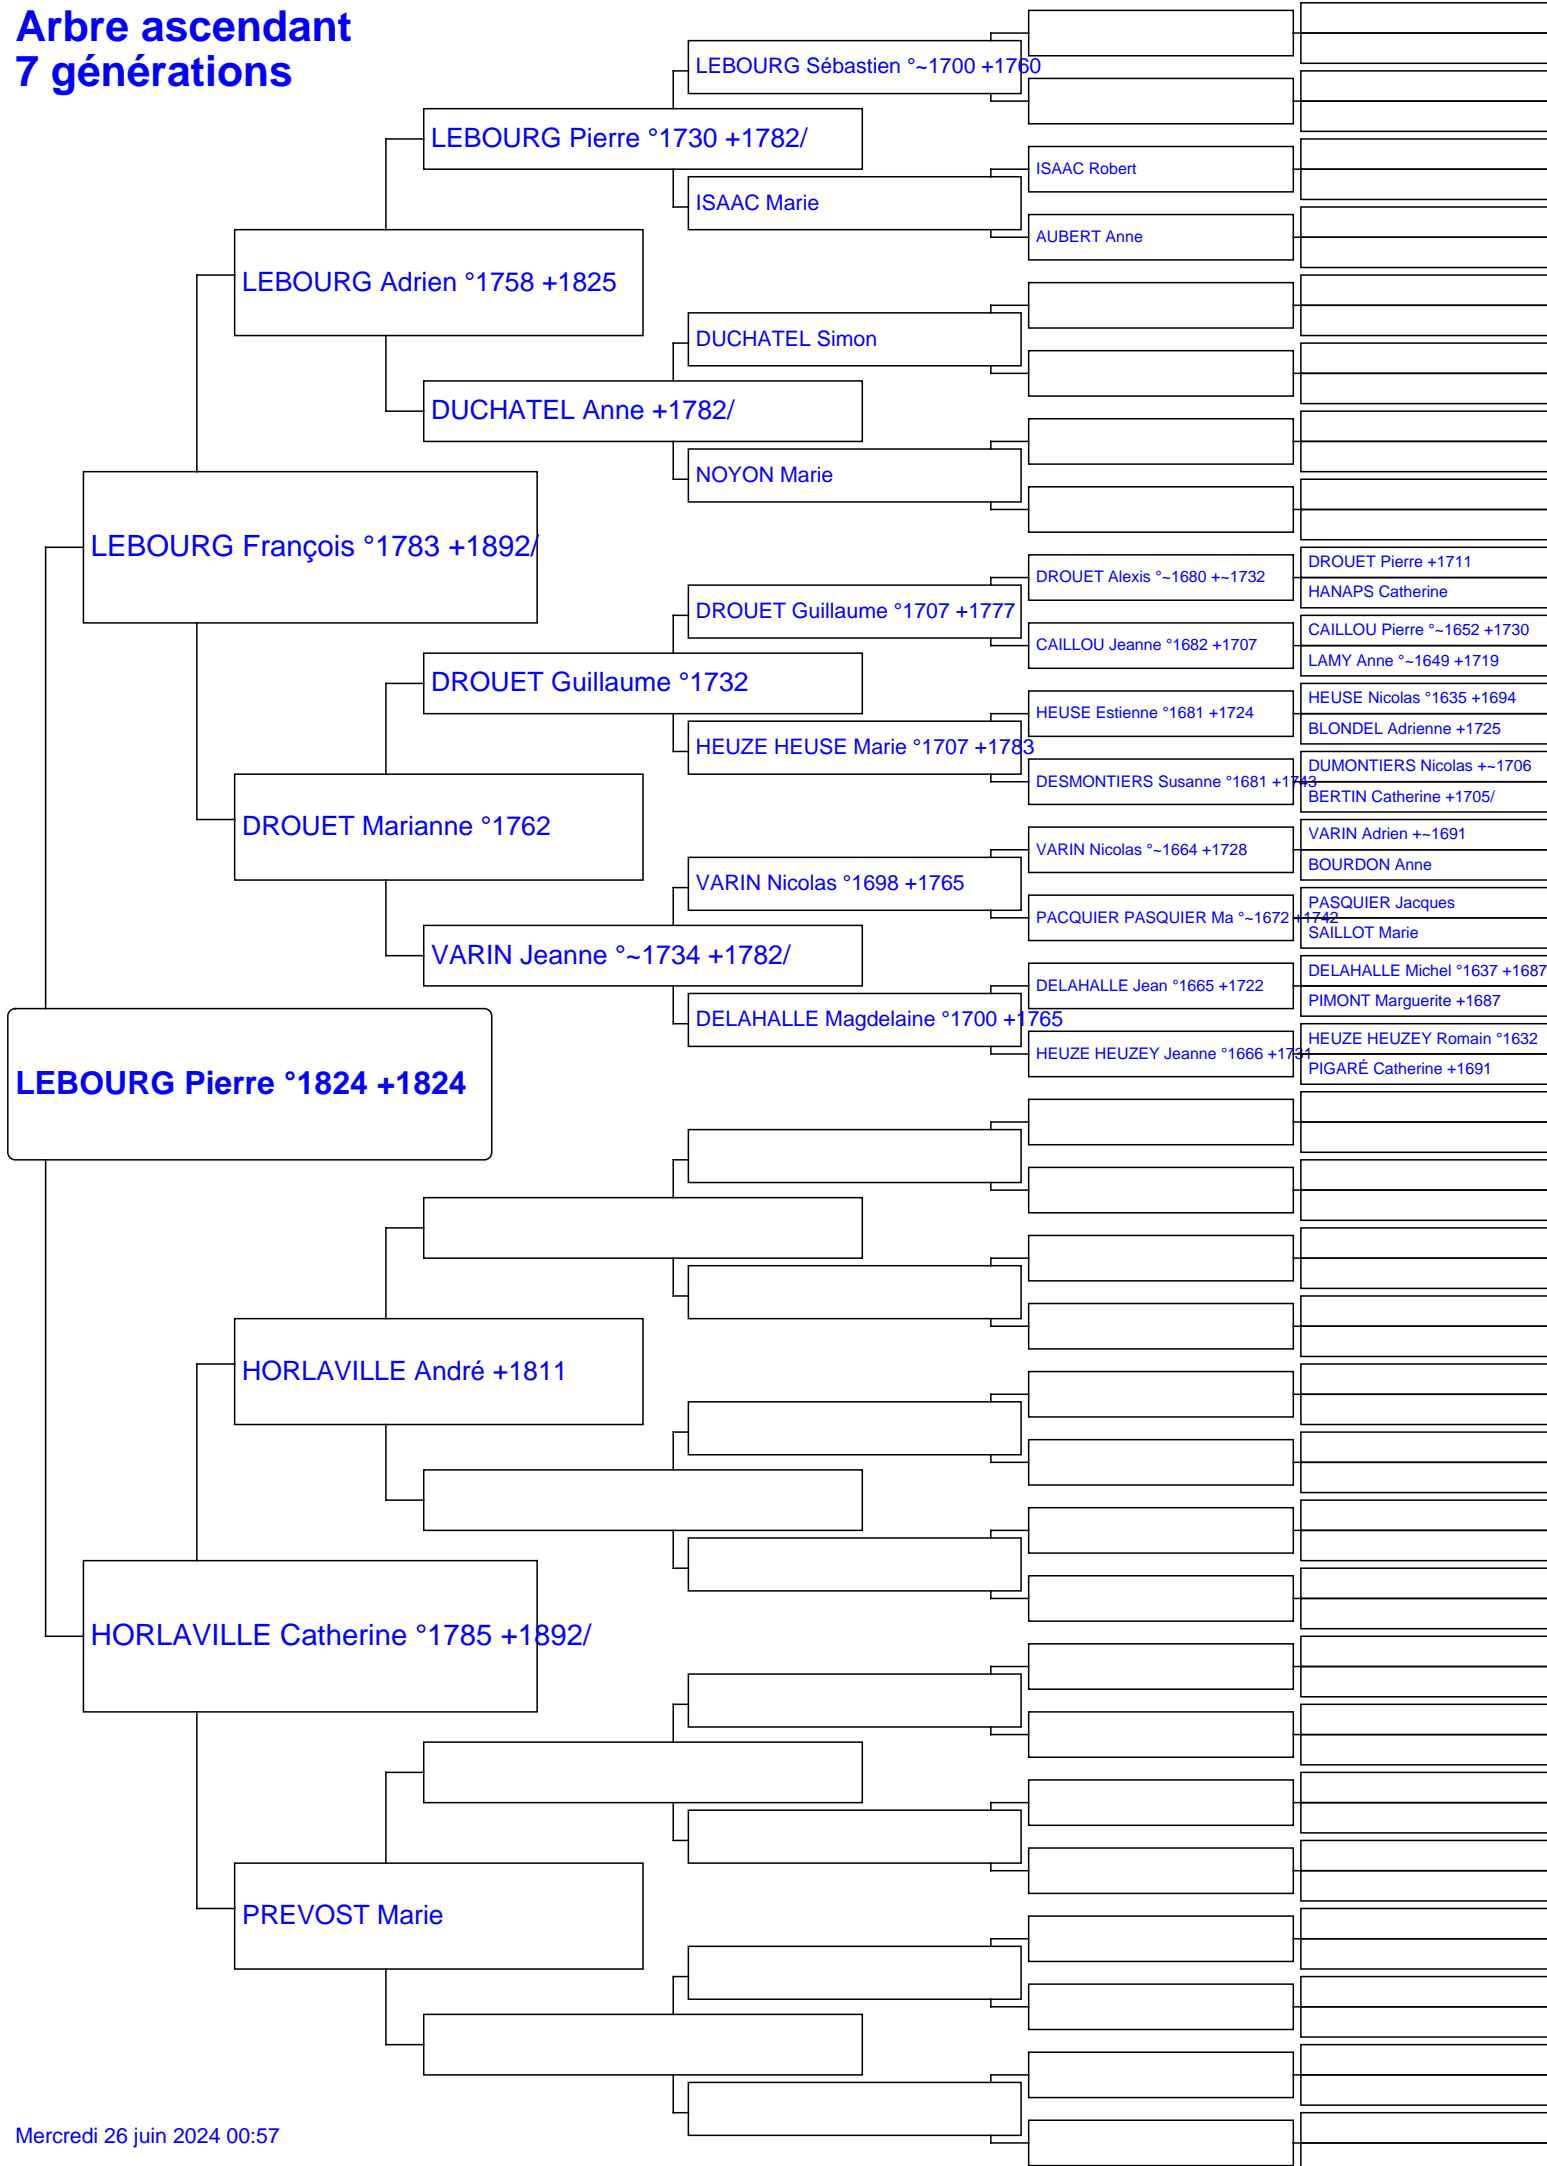 Arbre ascendant
7 générations
LEBOURG Sébastien °~1700 +1760
LEBOURG Pierre °1730 +1782/
ISAAC Robert
ISAAC Marie
AUBERT Anne
LEBOURG Adrien °1758 +1825
DUCHATEL Simon
DUCHATEL Anne +1782/
NOYON Marie
LEBOURG François °1783 +1892/
DROUET Pierre +1711
DROUET Alexis °~1680 +~1732
HANAPS Catherine
DROUET Guillaume °1707 +1777
CAILLOU Pierre °~1652 +1730
CAILLOU Jeanne °1682 +1707
LAMY Anne °~1649 +1719
DROUET Guillaume °1732
HEUSE Nicolas °1635 +1694
HEUSE Estienne °1681 +1724
BLONDEL Adrienne +1725
HEUZE HEUSE Marie °1707 +1783
DUMONTIERS Nicolas +~1706
DESMONTIERS Susanne °1681 +1743
BERTIN Catherine +1705/
DROUET Marianne °1762
VARIN Adrien +~1691
VARIN Nicolas °~1664 +1728
BOURDON Anne
VARIN Nicolas °1698 +1765
PASQUIER Jacques
PACQUIER PASQUIER Ma °~1672 +1742
SAILLOT Marie
VARIN Jeanne °~1734 +1782/
DELAHALLE Michel °1637 +1687
DELAHALLE Jean °1665 +1722
PIMONT Marguerite +1687
DELAHALLE Magdelaine °1700 +1765
HEUZE HEUZEY Romain °1632
HEUZE HEUZEY Jeanne °1666 +1731
PIGARÉ Catherine +1691
LEBOURG Pierre °1824 +1824
HORLAVILLE André +1811
HORLAVILLE Catherine °1785 +1892/
PREVOST Marie
Mercredi 26 juin 2024 00:57